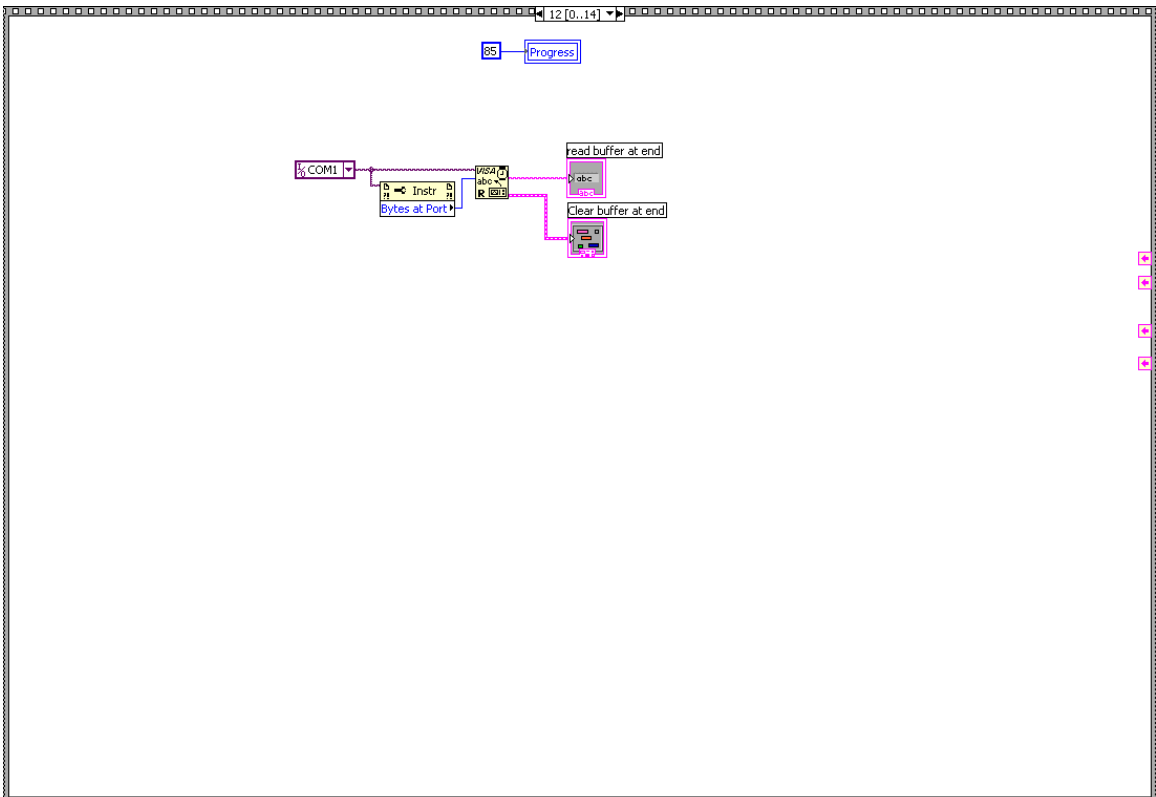 12 [0..14]
85
Progress
COM1
Instr
Bytes at Port
VISA
abc
R
read buffer at end
abc
abc
Clear buffer at end